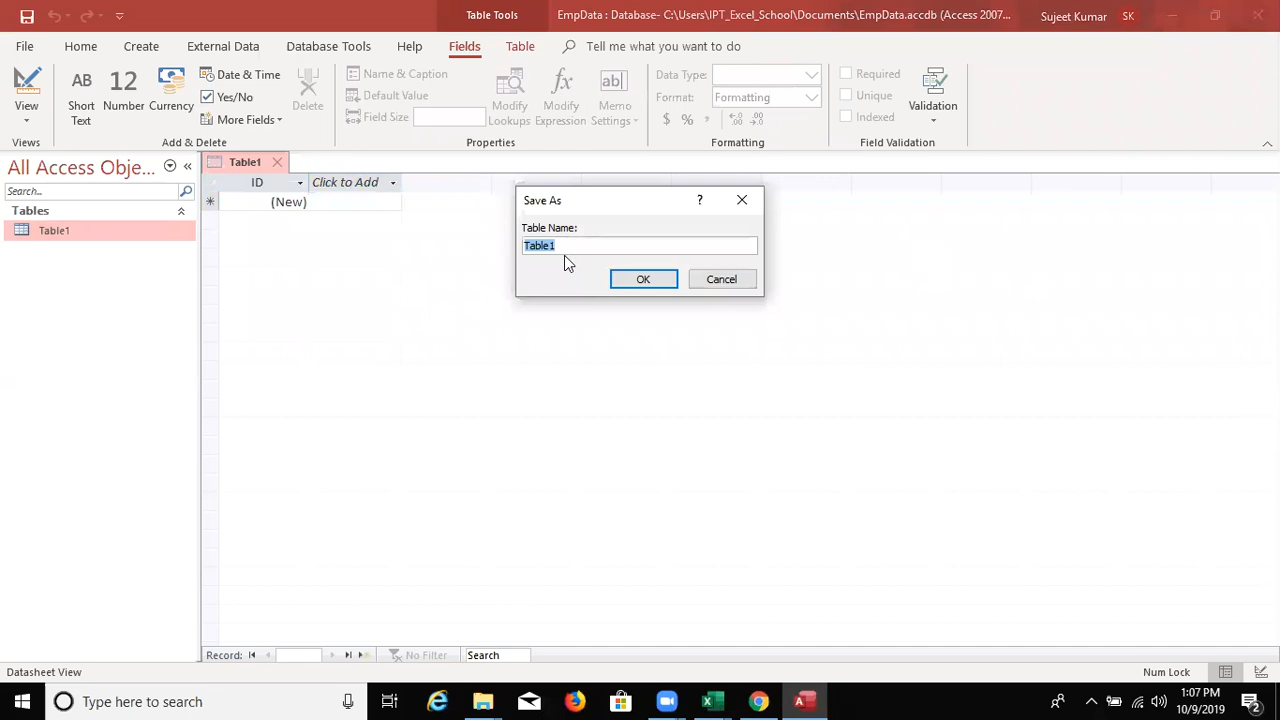 Table Tools
EmpData : Database- C:\Users\IPT_Excel_School\Documents\EmpData.accdb (Access 2007...
Sujeet Kumar
SK
File
Home
Create
External Data
Database Tools
Help
Fields
Table
Tell me what you want to do
View
AB
Short
Text
12
Number
Currency
Date & Time
Yes/No
More Fields
Delete
Name & Caption
Default Value
Field Size
Modify
Lookups
fx
Modify
Expression
ab
Memo
Settings
Data Type:
Format:
Formatting
$ % , 
←.0 .00
.00 →.0
Required
Unique
Indexed
Validation
Views
Add & Delete
Properties
Formatting
Field Validation
All Access Obje...
Search...
Tables
Table1
Table1
ID
Click to Add
(New)
Save As
?
Table Name:
Table1
OK
Cancel
Record:
No Filter
Search
Datasheet View
Num Lock
Type here to search
1:07 PM
10/9/2019
2